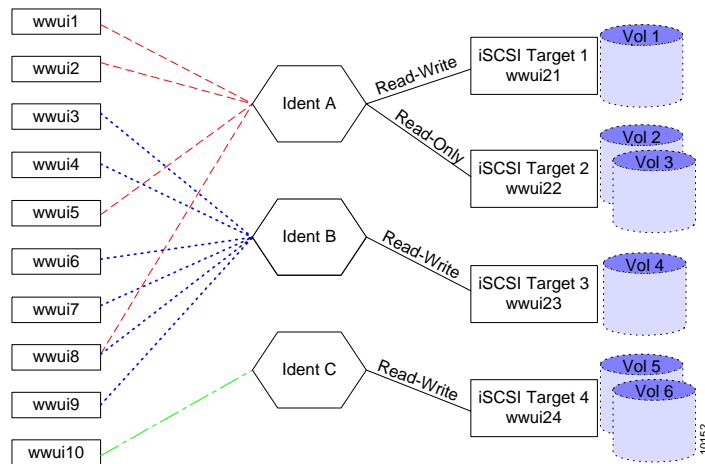 wwui1
wwui2
wwui3
wwui4
wwui5
wwui6
wwui7
wwui8
wwui9
wwui10
Ident A
Ident B
Ident C
Read-Write
Read-Only
Read-Write
Read-Write
iSCSI Target 1
wwui21
iSCSI Target 2
wwui22
iSCSI Target 3
wwui23
iSCSI Target 4
wwui24
Vol 1
Vol 2
Vol 3
Vol 4
Vol 5
Vol 6
10152